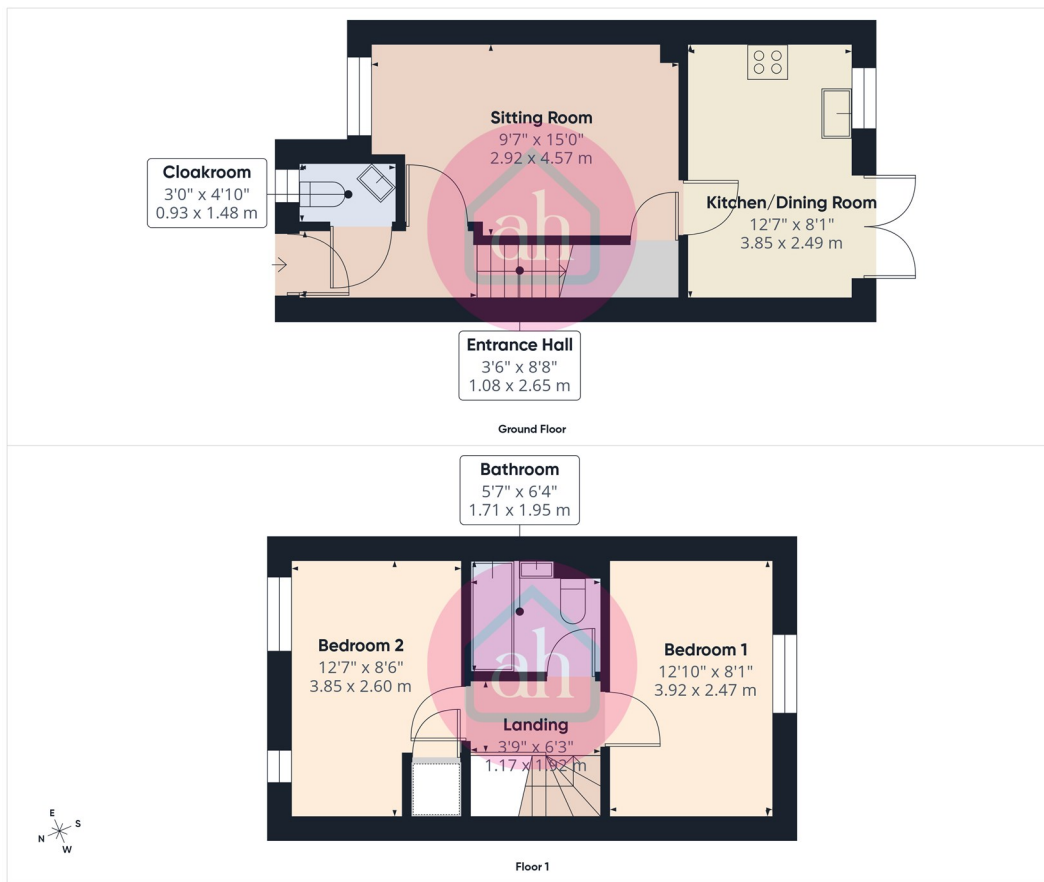 Sitting Room
9'7" x 15'0"
2.92 x 4.57 m
Cloakroom
3'0" x 4'10"
0.93 x 1.48 m
Kitchen/Dining Room
12'7" x 8'1"
3.85 x 2.49 m
ah
Entrance Hall
3'6" x 8'8"
1.08 x 2.65 m
Ground Floor
Bathroom
5'7" x 6'4"
1.71 x 1.95 m
Bedroom 2
12'7" x 8'6"
3.85 x 2.60 m
Bedroom 1
12'10" x 8'1"
3.92 x 2.47 m
ah
Landing
3'9" x 6'3"
1.17 x 1.92 m
E
S
N
W
Floor 1